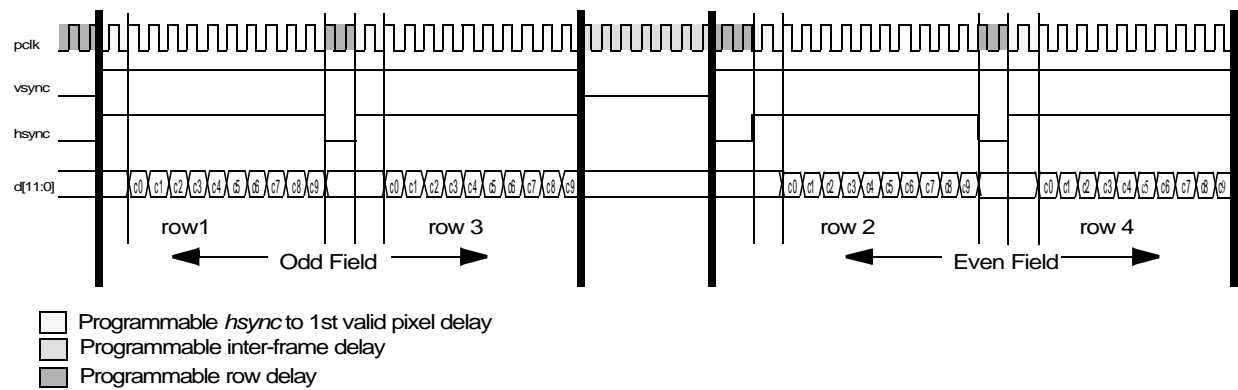 pclk
vsync
hsync
d[11:0]
c0 c1 c2 c3 c4 c5 c6 c7 c8 c9 c0 c1 c2 c3 c4 c5 c6 c7 c8 c9 c0 c1 c2 c3 c4 c5 c6 c7 c8 c9 c0 c1 c2 c3 c4 c5 c6 c7 c8 c9
row1 row 3 row 2 row 4
Odd Field Even Field
Programmable hsync to 1st valid pixel delay
Programmable inter-frame delay
Programmable row delay